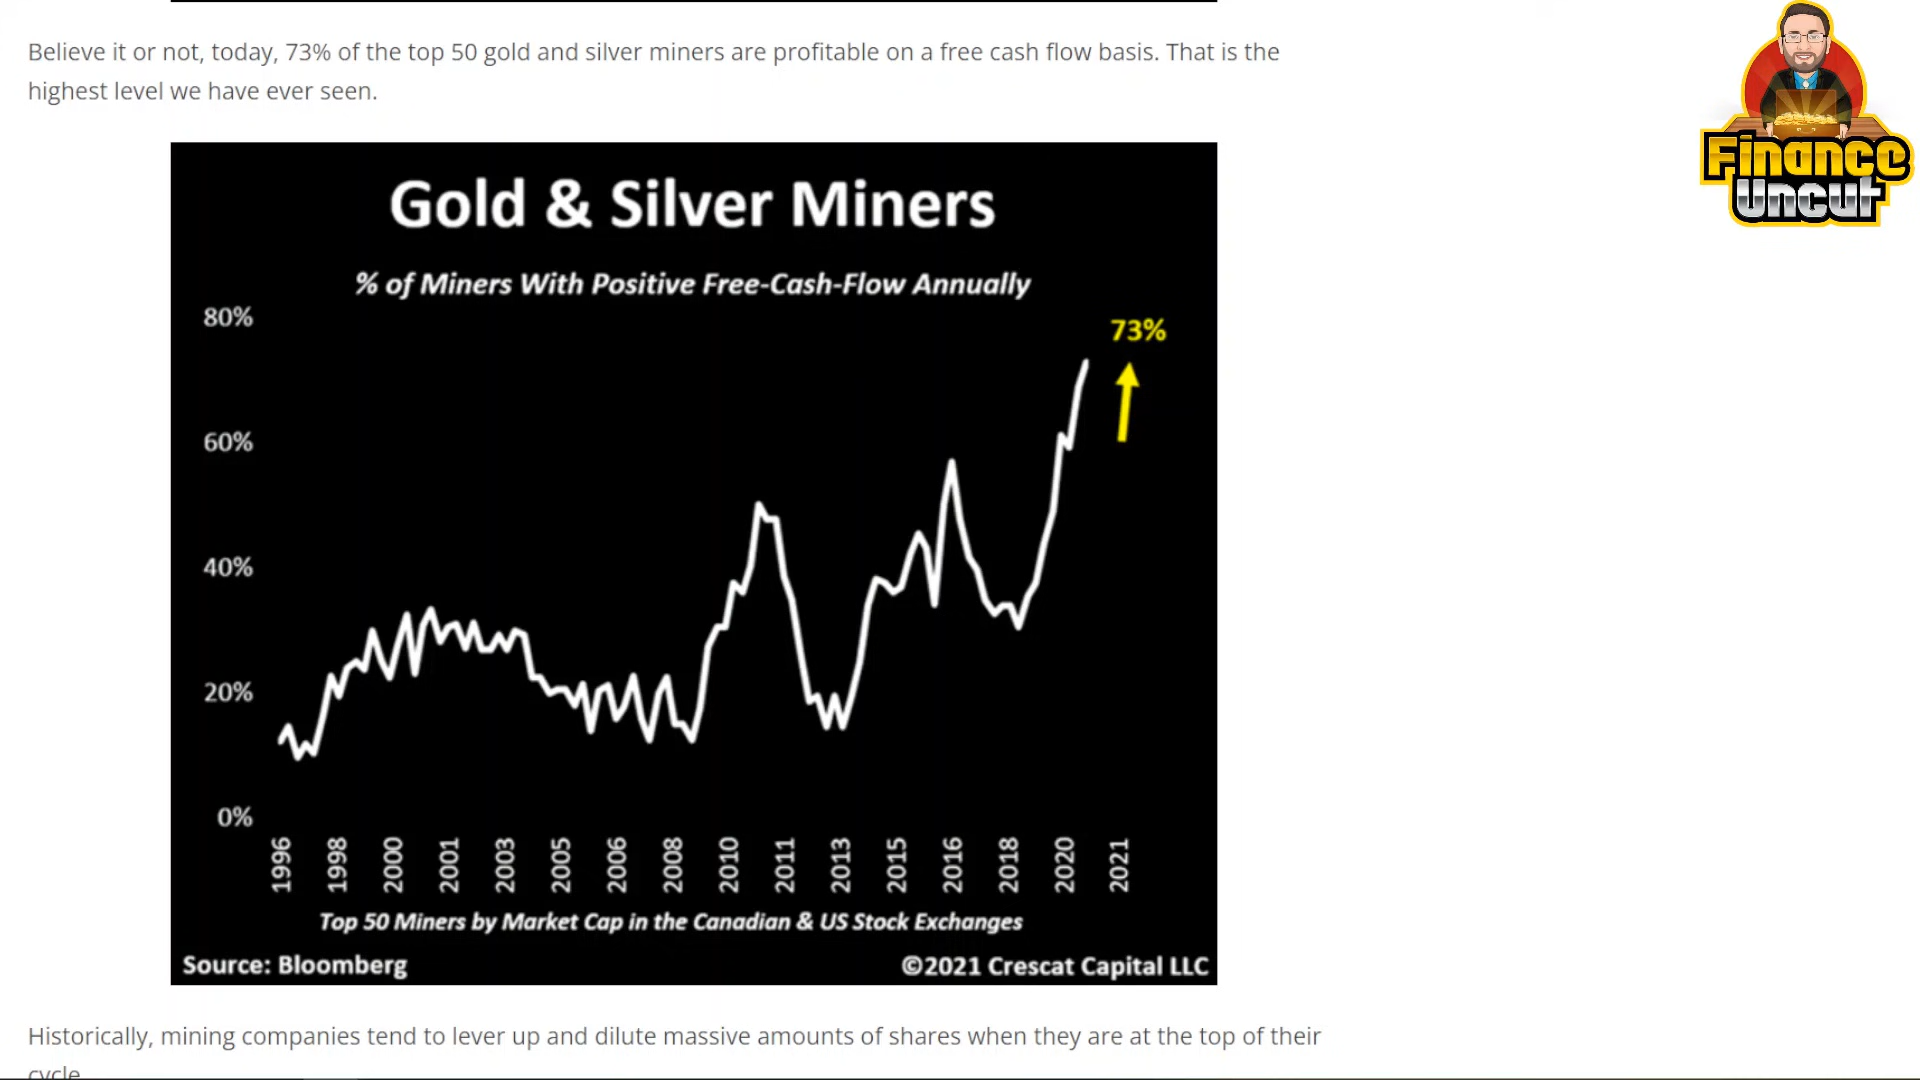 Believe it or not, today, 73% of the top 50 gold and silver miners are profitable on a free cash flow basis. That is the
highest level we have ever seen.
Finance
Uncut
Gold & Silver Miners
% of Miners With Positive Free-Cash-Flow Annually
80%
73%
60%
40%
20%
0%
1996 1998 2000 2001 2003 2005 2006 2008 2010 2011 2013 2015 2016 2018 2020 2021
Top 50 Miners by Market Cap in the Canadian & US Stock Exchanges
Source: Bloomberg ©2021 Crescat Capital LLC
Historically, mining companies tend to lever up and dilute massive amounts of shares when they are at the top of their
cycle